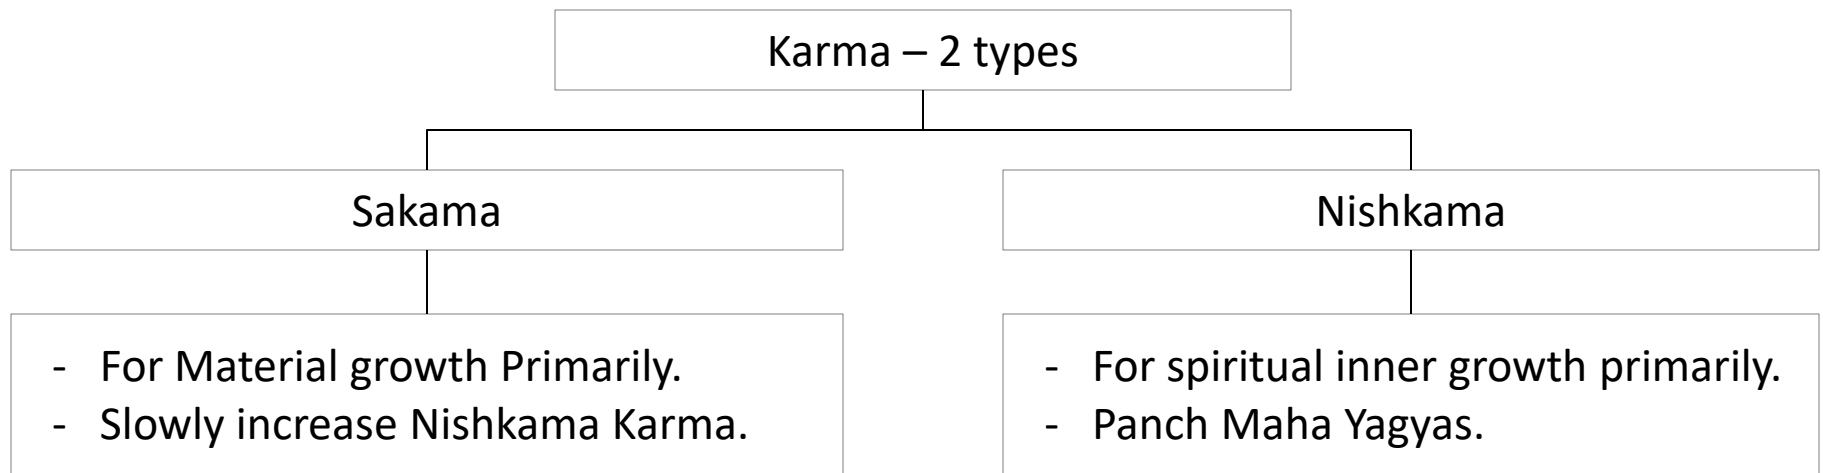 Karma – 2 types
Sakama
Nishkama
- For Material growth Primarily.
- Slowly increase Nishkama Karma.
- For spiritual inner growth primarily.
- Panch Maha Yagyas.